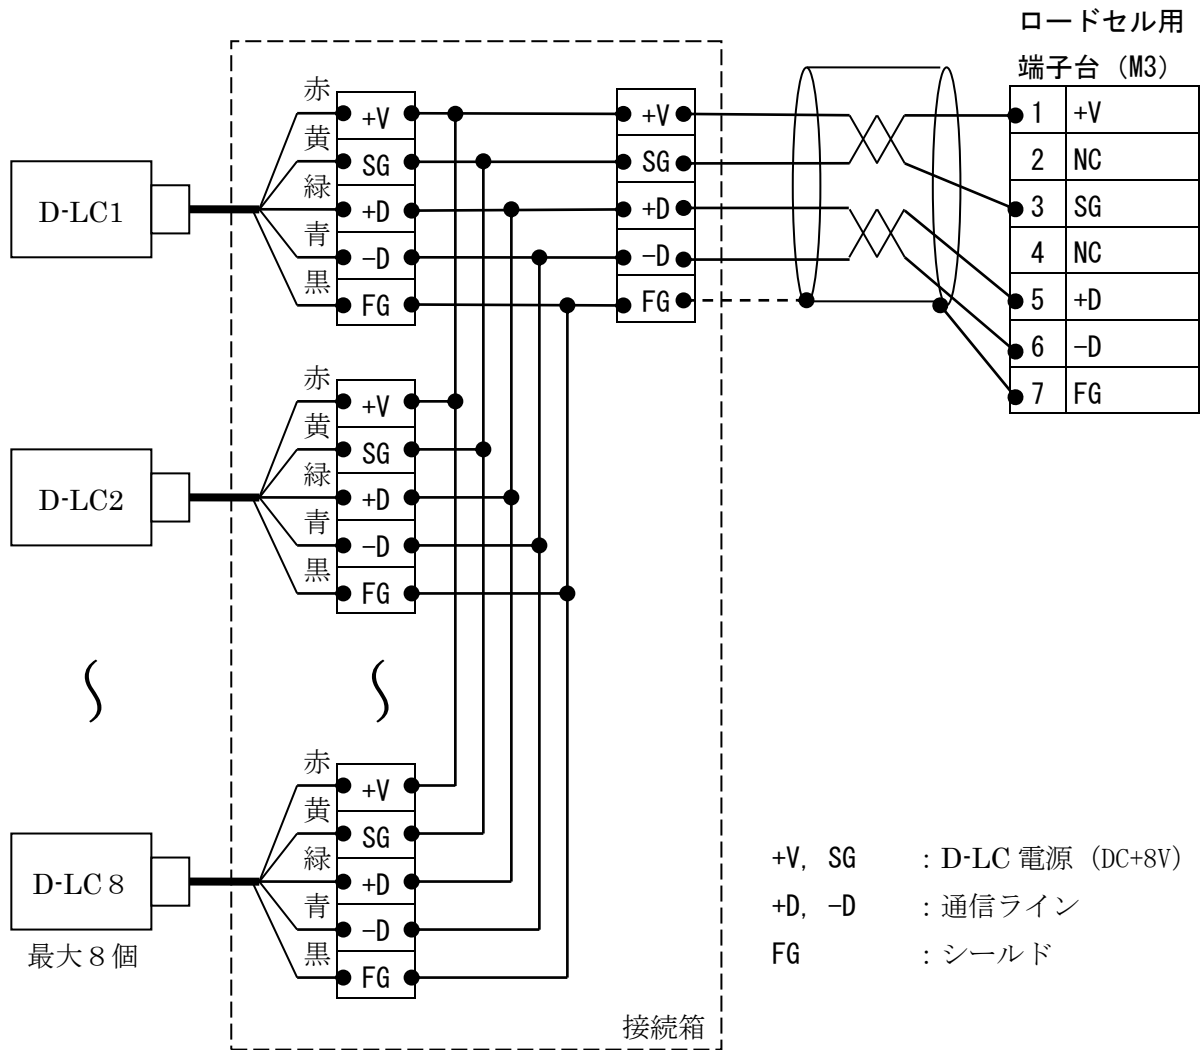 ロードセル用
端子台 (M3)
1 +V
2 NC
3 SG
4 NC
5 +D
6 −D
7 FG
D-LC1
赤
黄
緑
青
黒
+V
SG
+D
−D
FG
+V
SG
+D
−D
FG
D-LC2
赤
黄
緑
青
黒
+V
SG
+D
−D
FG
D-LC８
最大８個
赤
黄
緑
青
黒
+V
SG
+D
−D
FG
接続箱
+V, SG : D-LC 電源 (DC+8V)
+D, −D : 通信ライン
FG : シールド